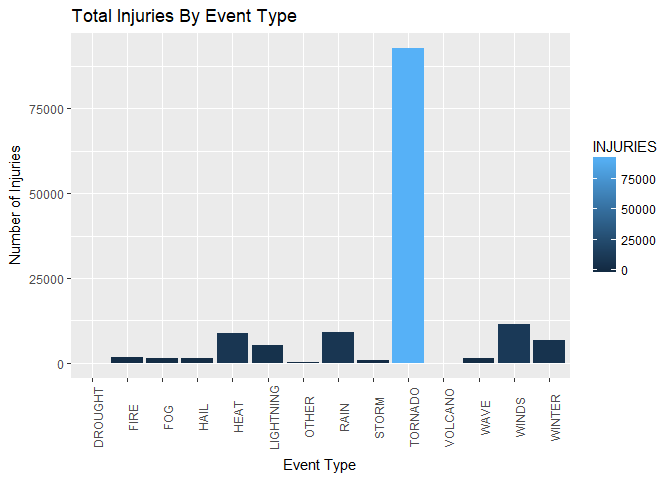 Total Injuries By Event Type
Number of Injuries
75000
50000
25000
0
DROUGHT
FIRE
FOG
HAIL
HEAT
LIGHTNING
OTHER
RAIN
STORM
TORNADO
VOLCANO
WAVE
WINDS
WINTER
Event Type
INJURIES
75000
50000
25000
0